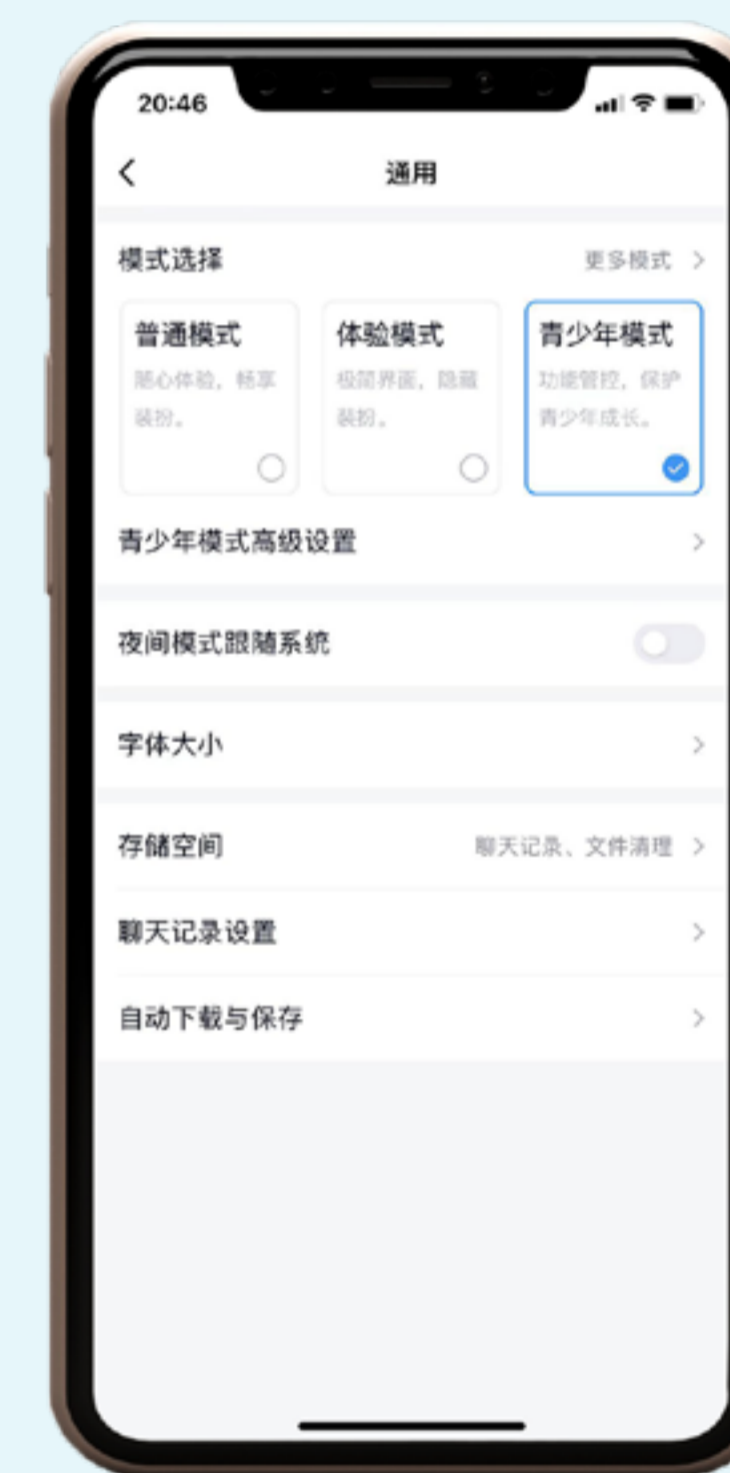 20:46
通用
模式选择
更多模式
普通模式
随心体验，畅享
装扮。
体验模式
极简界面，隐藏
装扮。
青少年模式
功能管控，保护
青少年成长。
青少年模式高级设置
夜间模式跟随系统
字体大小
存储空间
聊天记录、文件清理
聊天记录设置
自动下载与保存